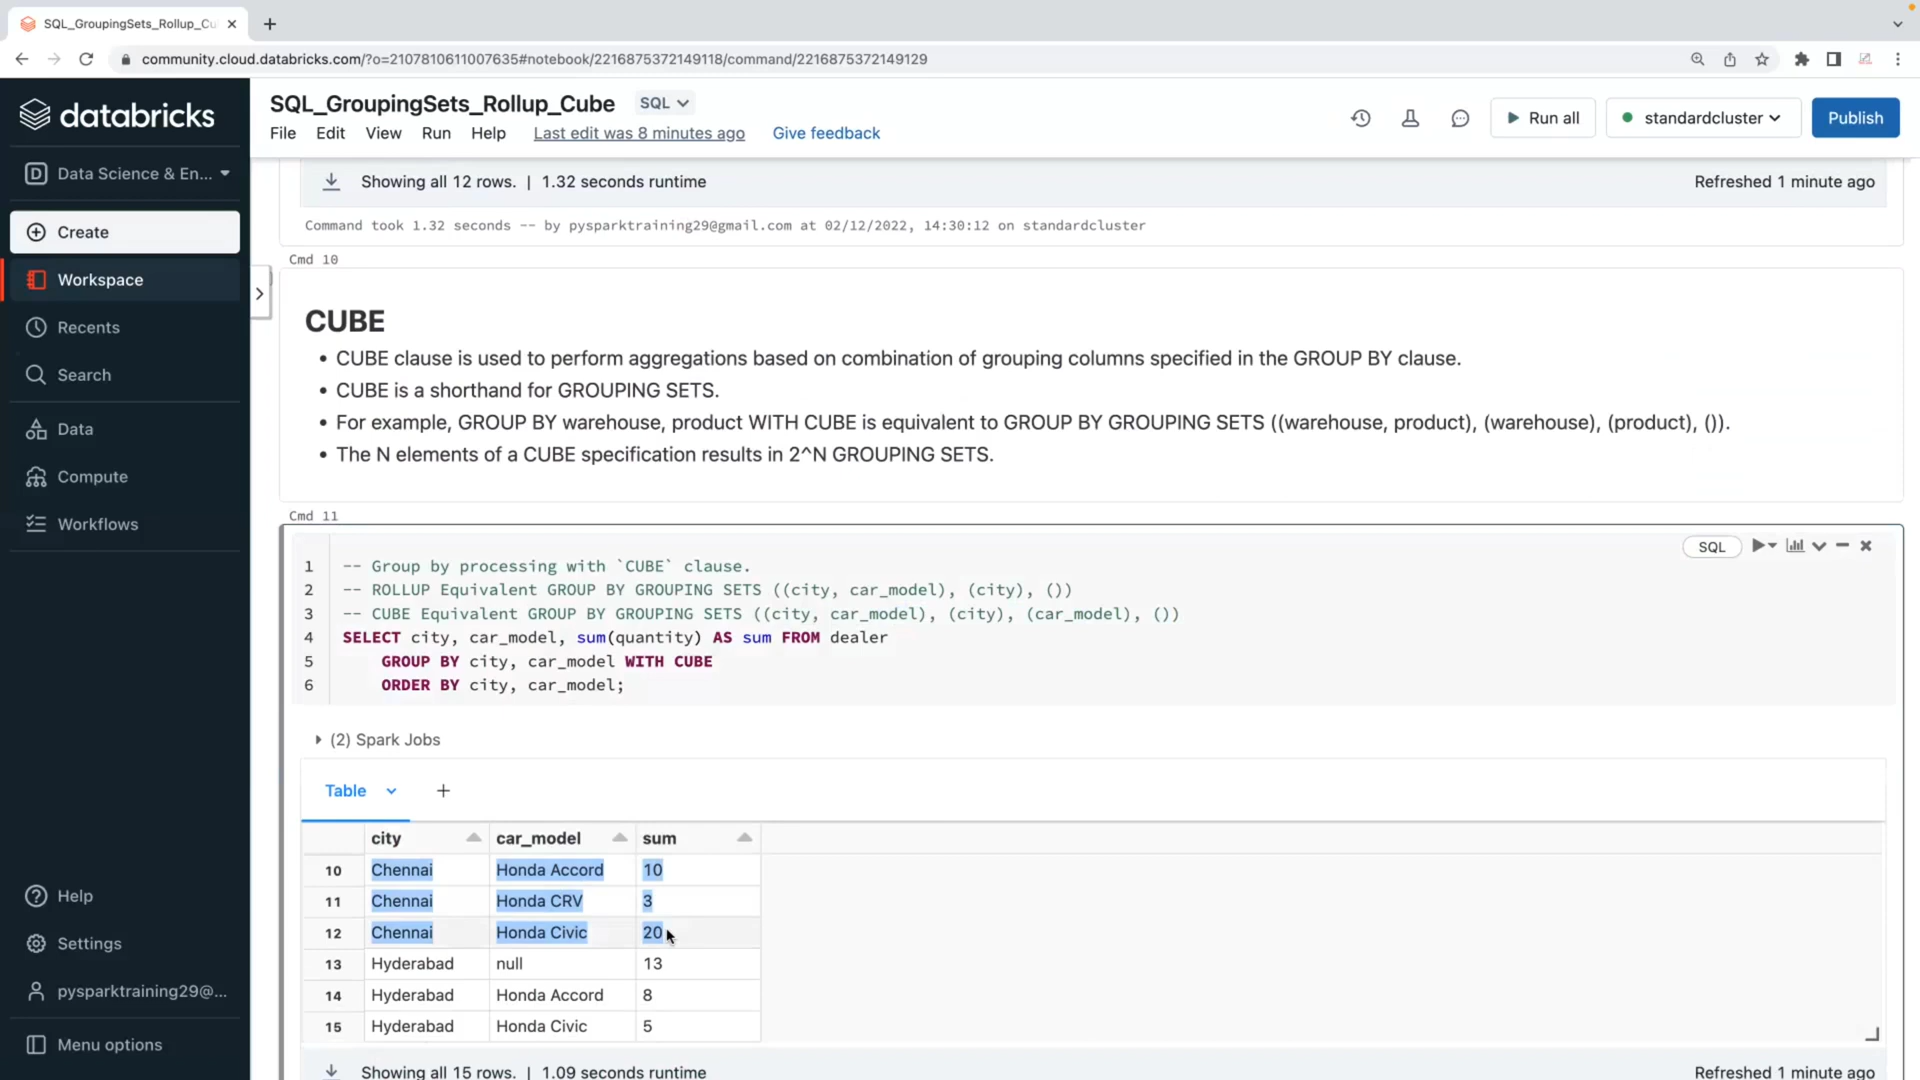 SQL_GroupingSets_Rollup_Cu
community.cloud.databricks.com/?o=2107810611007635#notebook/2216875372149118/command/2216875372149129
databricks
Data Science & En...
Create
Workspace
Recents
Search
Data
Compute
Workflows
Help
Settings
pysparktraining29@...
Menu options
SQL_GroupingSets_Rollup_Cube SQL
File Edit View Run Help Last edit was 8 minutes ago Give feedback
Run all standardcluster Publish
Showing all 12 rows. | 1.32 seconds runtime Refreshed 1 minute ago
Command took 1.32 seconds -- by pysparktraining29@gmail.com at 02/12/2022, 14:30:12 on standardcluster
Cmd 10
CUBE
• CUBE clause is used to perform aggregations based on combination of grouping columns specified in the GROUP BY clause.
• CUBE is a shorthand for GROUPING SETS.
• For example, GROUP BY warehouse, product WITH CUBE is equivalent to GROUP BY GROUPING SETS ((warehouse, product), (warehouse), (product), ()).
• The N elements of a CUBE specification results in 2^N GROUPING SETS.
Cmd 11
SQL
1 -- Group by processing with `CUBE` clause.
2 -- ROLLUP Equivalent GROUP BY GROUPING SETS ((city, car_model), (city), ())
3 -- CUBE Equivalent GROUP BY GROUPING SETS ((city, car_model), (city), (car_model), ())
4 SELECT city, car_model, sum(quantity) AS sum FROM dealer
5 GROUP BY city, car_model WITH CUBE
6 ORDER BY city, car_model;
(2) Spark Jobs
Table +
city car_model sum
10 Chennai Honda Accord 10
11 Chennai Honda CRV 3
12 Chennai Honda Civic 20
13 Hyderabad null 13
14 Hyderabad Honda Accord 8
15 Hyderabad Honda Civic 5
Showing all 15 rows. | 1.09 seconds runtime Refreshed 1 minute ago